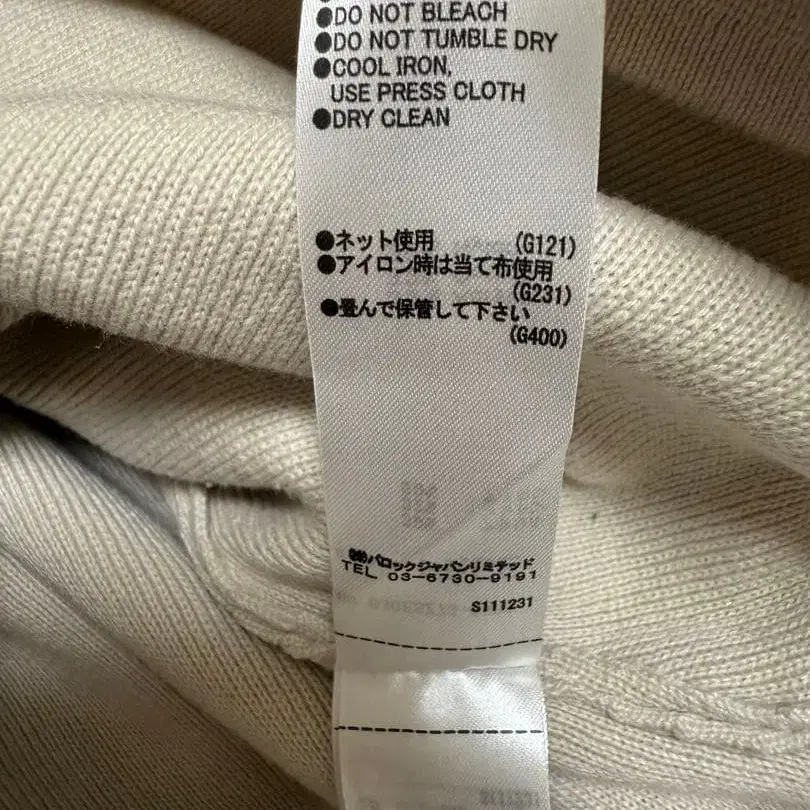 ●DO NOT BLEACH
●DO NOT TUMBLE DRY
●COOL IRON,
USE PRESS CLOTH
●DRY CLEAN
●ネット使用 (G121)
●アイロン時は当て布使用
(G231)
●畳んで保管して下さい
(G400)
㈱バロックジャパンリミテッド
TEL 03-6730-9191
S111231